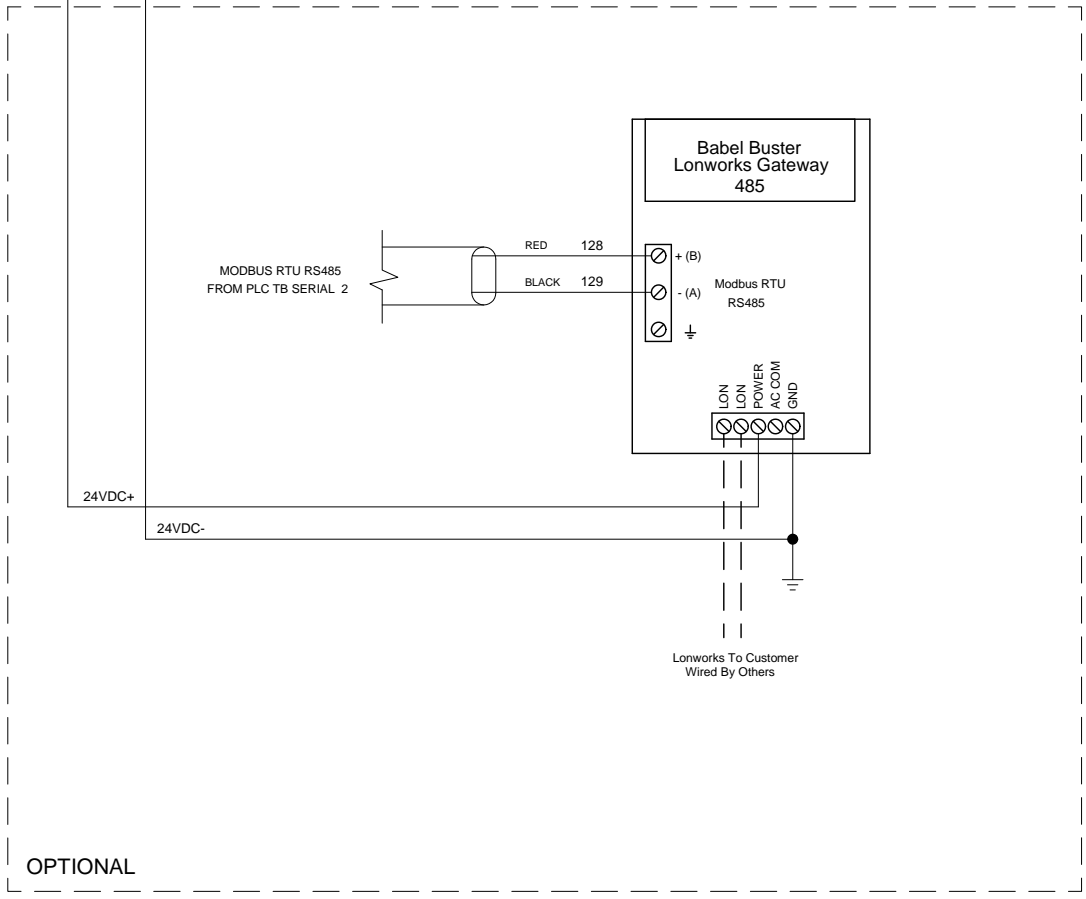 Babel Buster
Lonworks Gateway
485
RED 128
+ (B)
MODBUS RTU RS485
FROM PLC TB SERIAL 2
BLACK 129
- (A)
Modbus RTU
RS485
LON
LON
POWER
AC COM
GND
24VDC+
24VDC-
Lonworks To Customer
Wired By Others
OPTIONAL